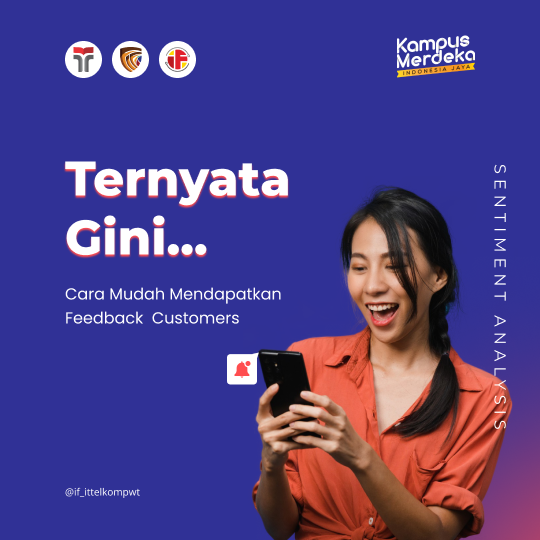 Kampus
Merdeka
INDONESIA JAYA
Ternyata
Gini...
Cara Mudah Mendapatkan
Feedback Customers
SENTIMENT ANALYSIS
@if_ittelkompwt